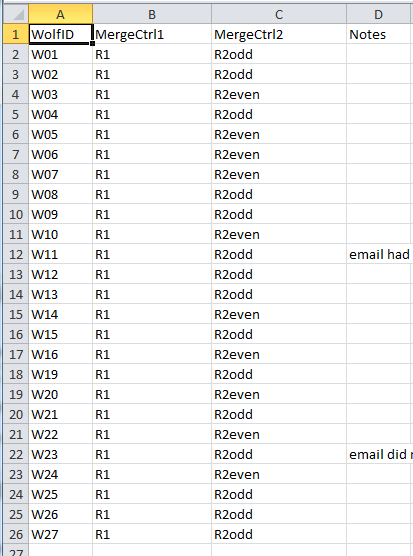 A B C D
1 WolfID MergeCtrl1 MergeCtrl2 Notes
2 W01 R1 R2odd
3 W02 R1 R2odd
4 W03 R1 R2even
5 W04 R1 R2odd
6 W05 R1 R2even
7 W06 R1 R2even
8 W07 R1 R2even
9 W08 R1 R2odd
10 W09 R1 R2odd
11 W10 R1 R2even
12 W11 R1 R2odd email had
13 W12 R1 R2odd
14 W13 R1 R2odd
15 W14 R1 R2even
16 W15 R1 R2odd
17 W16 R1 R2even
18 W19 R1 R2odd
19 W20 R1 R2even
20 W21 R1 R2odd
21 W22 R1 R2even
22 W23 R1 R2odd email did
23 W24 R1 R2even
24 W25 R1 R2odd
25 W26 R1 R2odd
26 W27 R1 R2odd
27